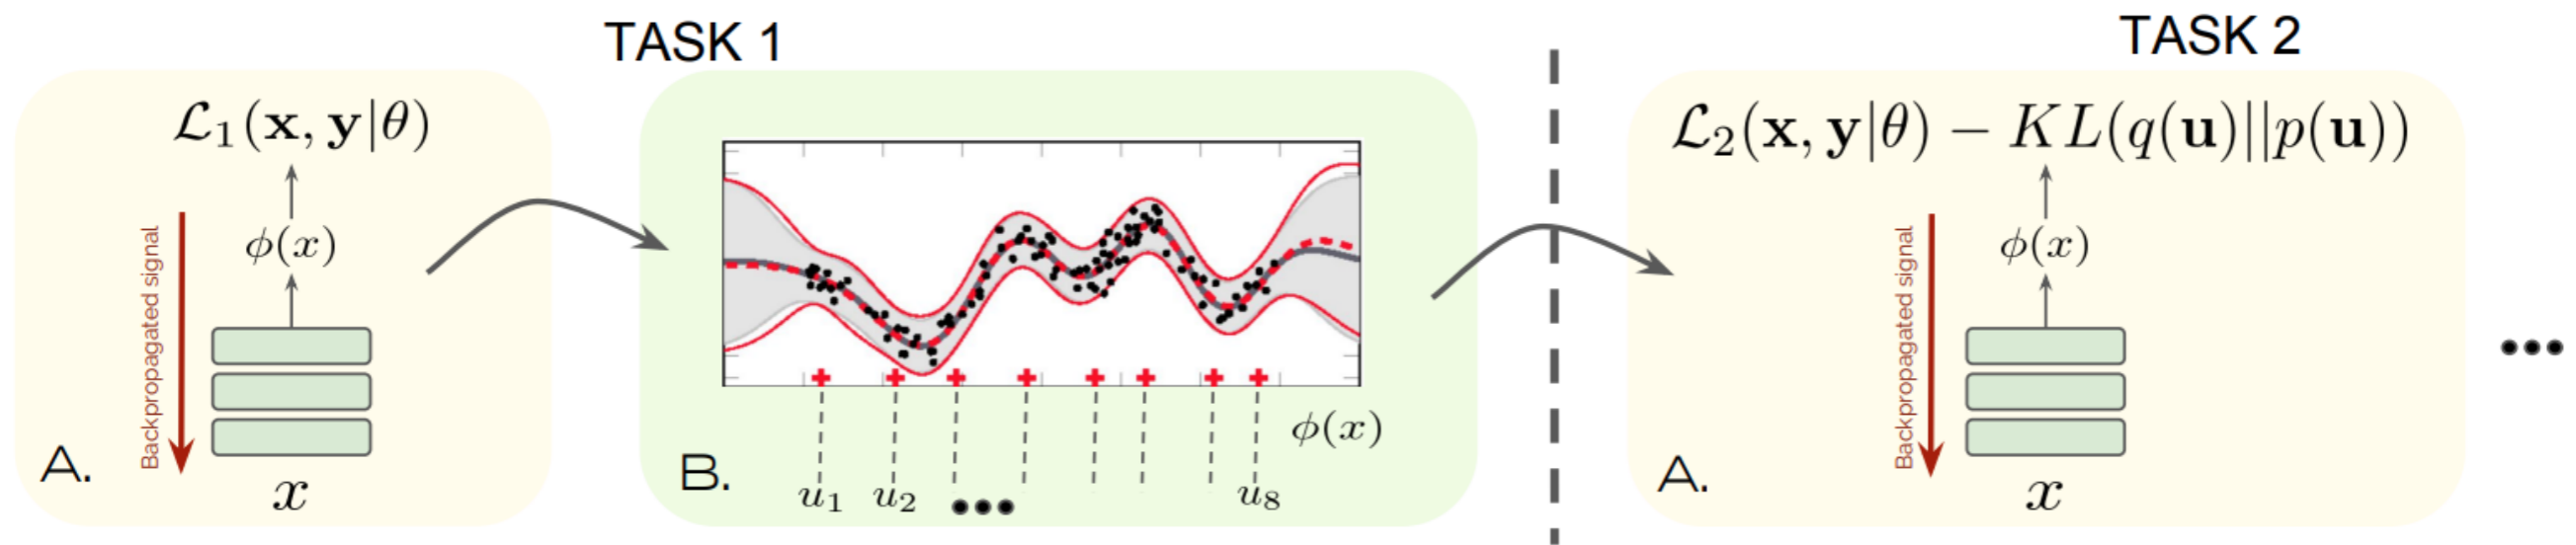 TASK 1
TASK 2
ℒ₁(𝐱, 𝐲|θ)
ϕ(x)
Backpropagated signal
x
A.
B.
ϕ(x)
u₁ u₂ ••• u₈
ℒ₂(𝐱, 𝐲|θ) − KL(q(𝐮)||p(𝐮))
ϕ(x)
Backpropagated signal
x
A.
•••